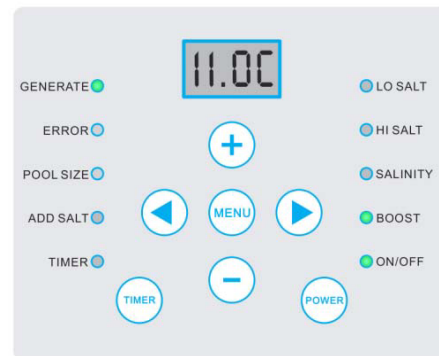 11.0C
GENERATE
ERROR
POOL SIZE
ADD SALT
TIMER
LO SALT
HI SALT
SALINITY
BOOST
ON/OFF
+
MENU
−
TIMER
POWER